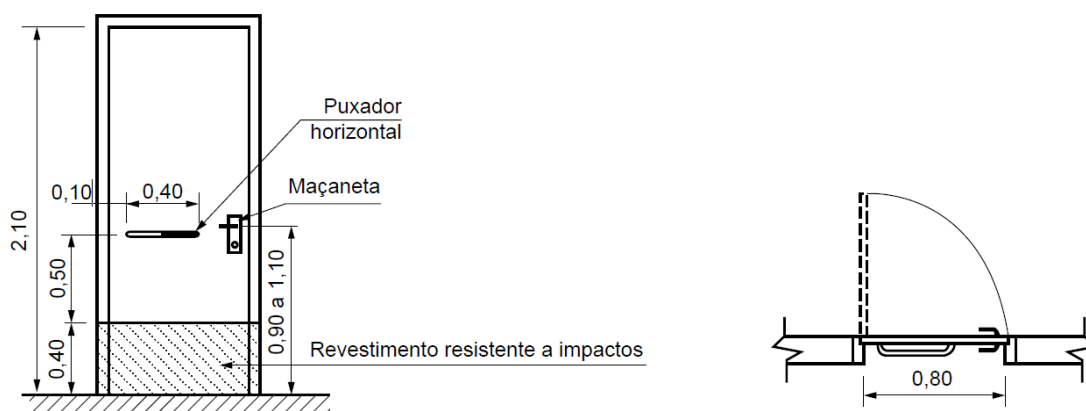 Puxador
horizontal
0,10
0,40
Maçaneta
2,10
0,50
0,90 a 1,10
0,40
Revestimento resistente a impactos
0,80